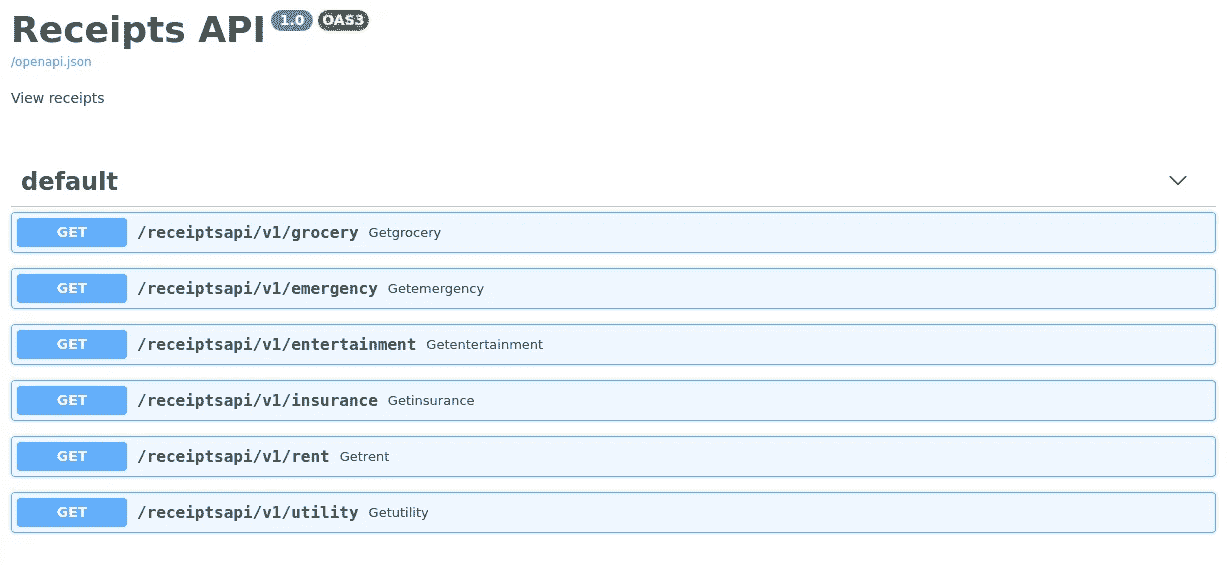 Receipts API 1.0 OAS3
/openapi.json
View receipts
default
GET /receiptsapi/v1/grocery Getgrocery
GET /receiptsapi/v1/emergency Getemergency
GET /receiptsapi/v1/entertainment Getentertainment
GET /receiptsapi/v1/insurance Getinsurance
GET /receiptsapi/v1/rent Getrent
GET /receiptsapi/v1/utility Getutility